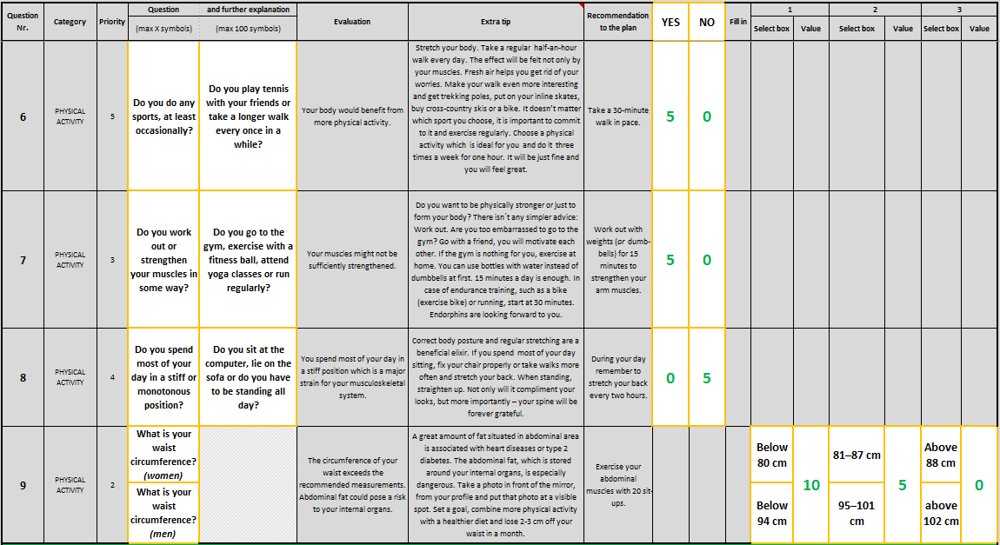 Question
Nr.
Category
Priority
Question
(max X symbols)
and further explanation
(max 100 symbols)
Evaluation
Extra tip
Recommendation
to the plan
YES
NO
Fill in
1
Select box
Value
2
Select box
Value
3
Select box
Value
6
PHYSICAL
ACTIVITY
5
Do you do any
sports, at least
occasionally?
Do you play tennis
with your friends or
take a longer walk
every once in a
while?
Your body would benefit from
more physical activity.
Stretch your body. Take a regular half-an-hour
walk every day. The effect will be felt not only by
your muscles. Fresh air helps you get rid of your
worries. Make your walk even more interesting
and get trekking poles, put on your inline skates,
buy cross-country skis or a bike. It doesn't matter
which sport you choose, it is important to commit
to it and exercise regularly. Choose a physical
activity which is ideal for you and do it three
times a week for one hour. It will be just fine and
you will feel great.
Take a 30-minute
walk in pace.
5
0
7
PHYSICAL
ACTIVITY
3
Do you work
out or
strengthen
your muscles in
some way?
Do you go to the
gym, exercise with a
fitness ball, attend
yoga classes or run
regularly?
Your muscles might not be
sufficiently strengthened.
Do you want to be physically stronger or just to
form your body? There isn´t any simpler advice:
Work out. Are you too embarrassed to go to the
gym? Go with a friend, you will motivate each
other. If the gym is nothing for you, exercise at
home. You can use bottles with water instead of
dumbbells at first. 15 minutes a day is enough. In
case of endurance training, such as a bike
(exercise bike) or running, start at 30 minutes.
Endorphins are looking forward to you.
Work out with
weights (or dumb-
bells) for 15
minutes to
strengthen your
arm muscles.
5
0
8
PHYSICAL
ACTIVITY
4
Do you spend
most of your
day in a stiff or
monotonous
position?
Do you sit at the
computer, lie on the
sofa or do you have
to be standing all
day?
You spend most of your day in
a stiff position which is a major
strain for your musculoskeletal
system.
Correct body posture and regular stretching are a
beneficial elixir. If you spend most of your day
sitting, fix your chair properly or take walks more
often and stretch your back. When standing,
straighten up. Not only will it compliment your
looks, but more importantly – your spine will be
forever grateful.
During your day
remember to
stretch your back
every two hours.
0
5
9
PHYSICAL
ACTIVITY
2
What is your
waist
circumference?
(women)
What is your
waist
circumference?
(men)
The circumference of your
waist exceeds the
recommended measurements.
Abdominal fat could pose a risk
to your internal organs.
A great amount of fat situated in abdominal area
is associated with heart diseases or type 2
diabetes. The abdominal fat, which is stored
around your internal organs, is especially
dangerous. Take a photo in front of the mirror,
from your profile and put that photo at a visible
spot. Set a goal, combine more physical activity
with a healthier diet and lose 2-3 cm off your
waist in a month.
Exercise your
abdominal
muscles with 20 sit-
ups.
Below
80 cm
Below
94 cm
10
81–87 cm
95–101
cm
5
Above
88 cm
above
102 cm
0